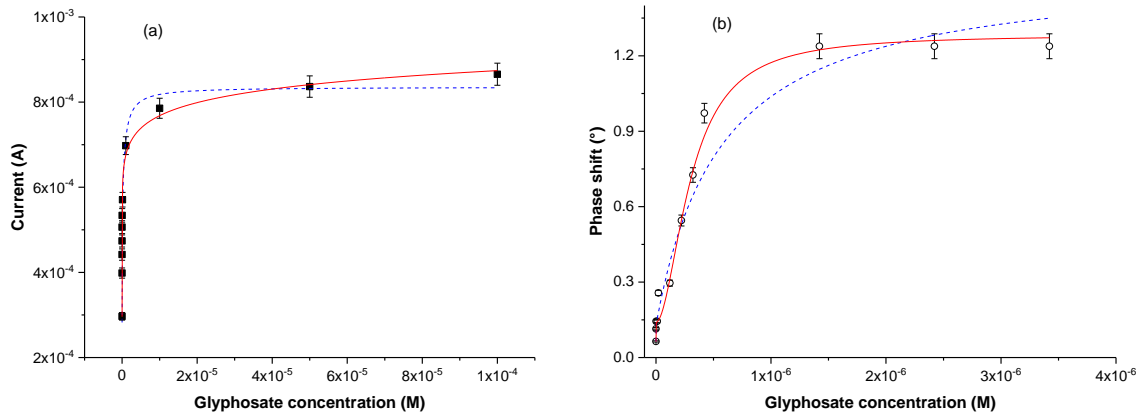 (a)
1x10⁻³
8x10⁻⁴
6x10⁻⁴
4x10⁻⁴
2x10⁻⁴
Current (A)
0 2x10⁻⁵ 4x10⁻⁵ 6x10⁻⁵ 8x10⁻⁵ 1x10⁻⁴
Glyphosate concentration (M)
(b)
1.2
0.9
0.6
0.3
0.0
Phase shift (°)
0 1x10⁻⁶ 2x10⁻⁶ 3x10⁻⁶ 4x10⁻⁶
Glyphosate concentration (M)